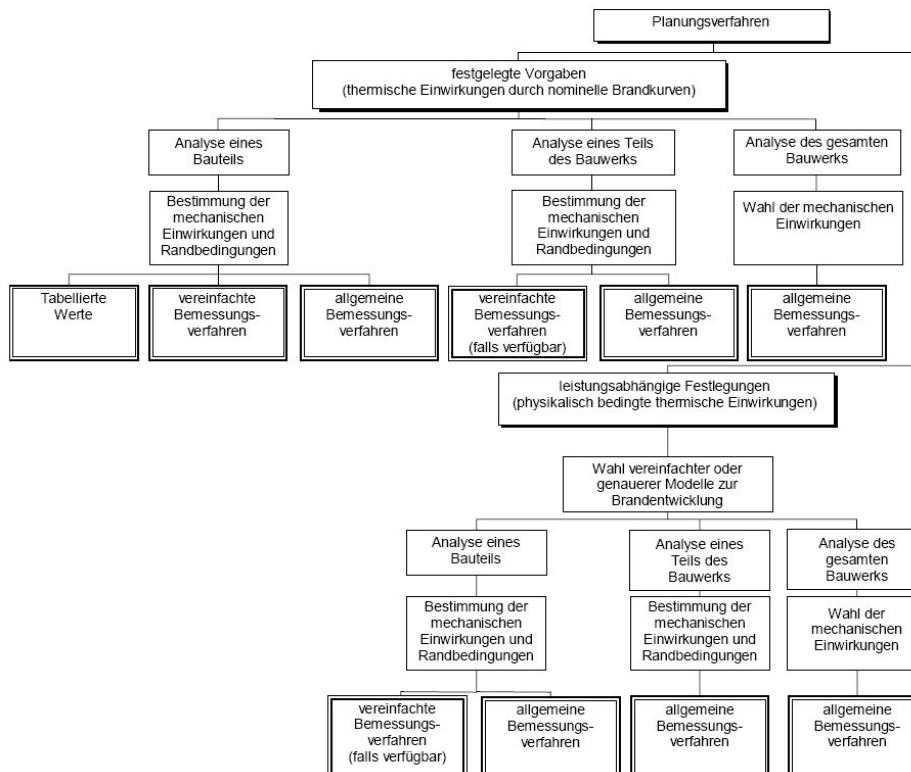 Planungsverfahren
festgelegte Vorgaben
(thermische Einwirkungen durch nominelle Brandkurven)
Analyse eines
Bauteils
Analyse eines Teils
des Bauwerks
Analyse des gesamten
Bauwerks
Bestimmung der
mechanischen
Einwirkungen und
Randbedingungen
Bestimmung der
mechanischen
Einwirkungen und
Randbedingungen
Wahl der mechanischen
Einwirkungen
Tabellierte
Werte
vereinfachte
Bemessungs-
verfahren
allgemeine
Bemessungs-
verfahren
vereinfachte
Bemessungs-
verfahren
(falls verfügbar)
allgemeine
Bemessungs-
verfahren
allgemeine
Bemessungs-
verfahren
leistungsabhängige Festlegungen
(physikalisch bedingte thermische Einwirkungen)
Wahl vereinfachter oder
genauerer Modelle zur
Brandentwicklung
Analyse eines
Bauteils
Analyse eines
Teils des
Bauwerks
Analyse des
gesamten
Bauwerks
Bestimmung der
mechanischen
Einwirkungen und
Randbedingungen
Bestimmung der
mechanischen
Einwirkungen und
Randbedingungen
Wahl der
mechanischen
Einwirkungen
vereinfachte
Bemessungs-
verfahren
(falls verfügbar)
allgemeine
Bemessungs-
verfahren
allgemeine
Bemessungs-
verfahren
allgemeine
Bemessungs-
verfahren